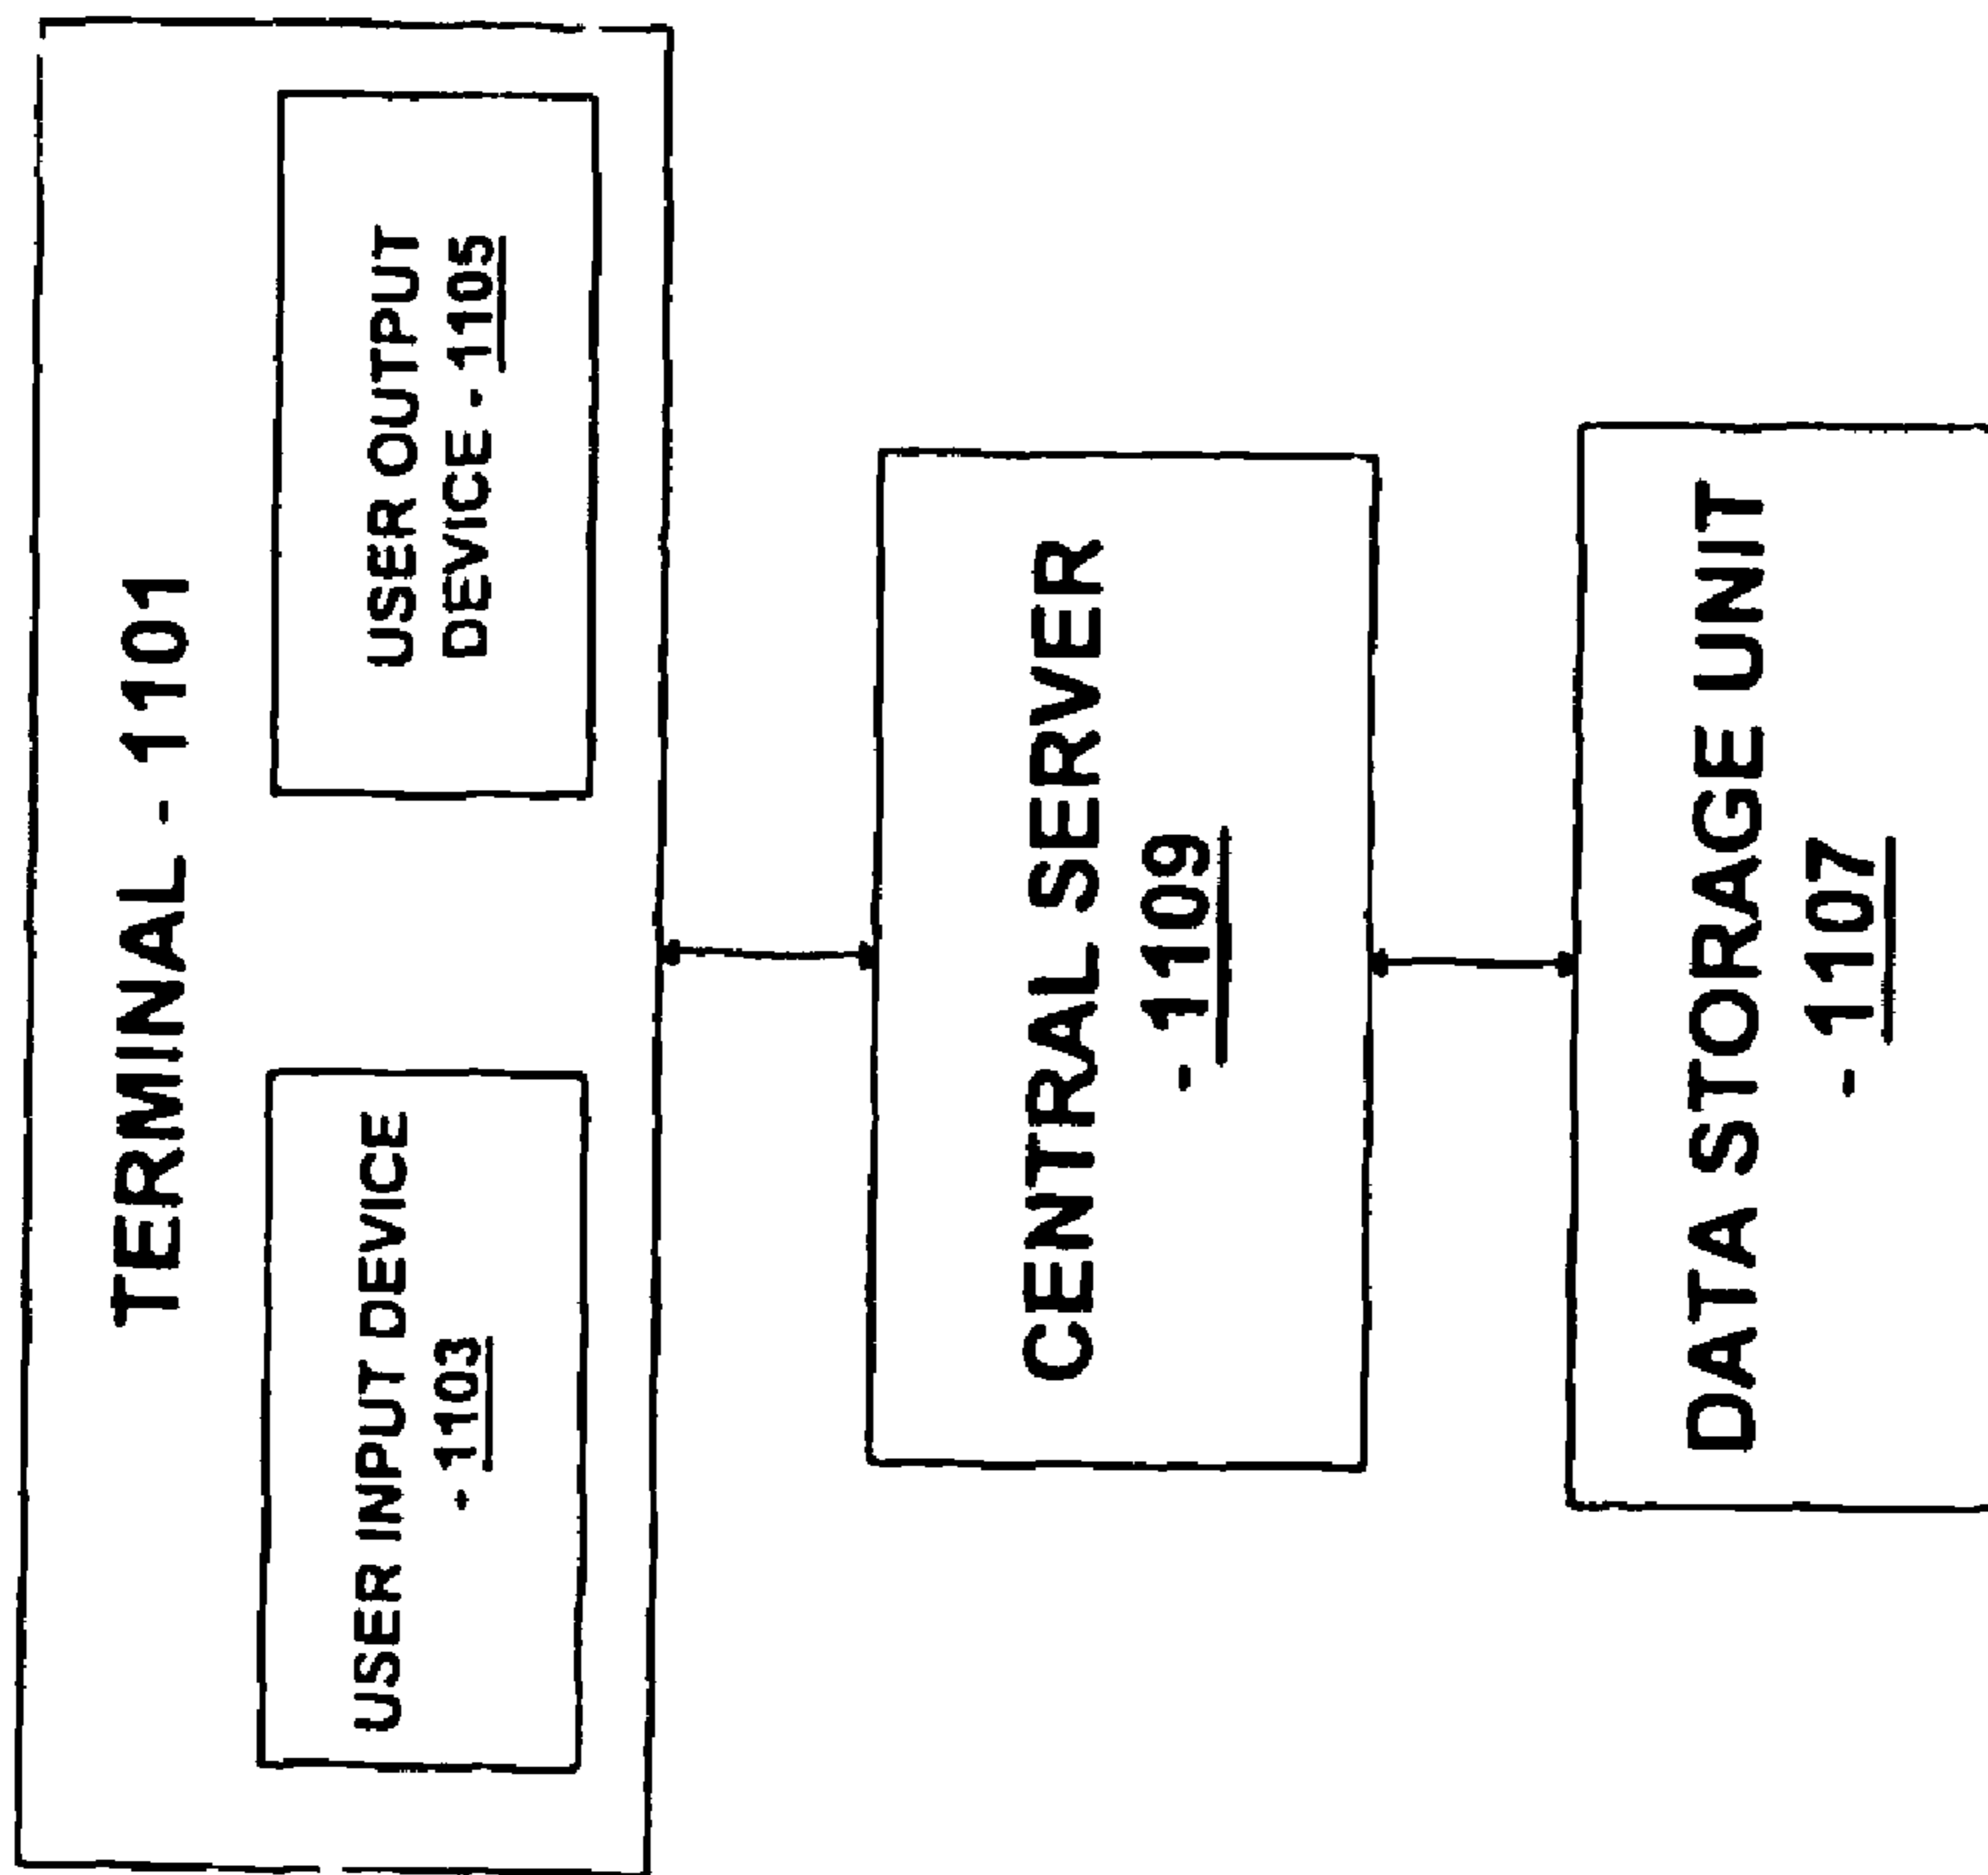 TERMINAL - 1101
USER INPUT DEVICE
- 1103
USER OUTPUT
DEVICE - 1105
CENTRAL SERVER
- 1109
DATA STORAGE UNIT
- 1107